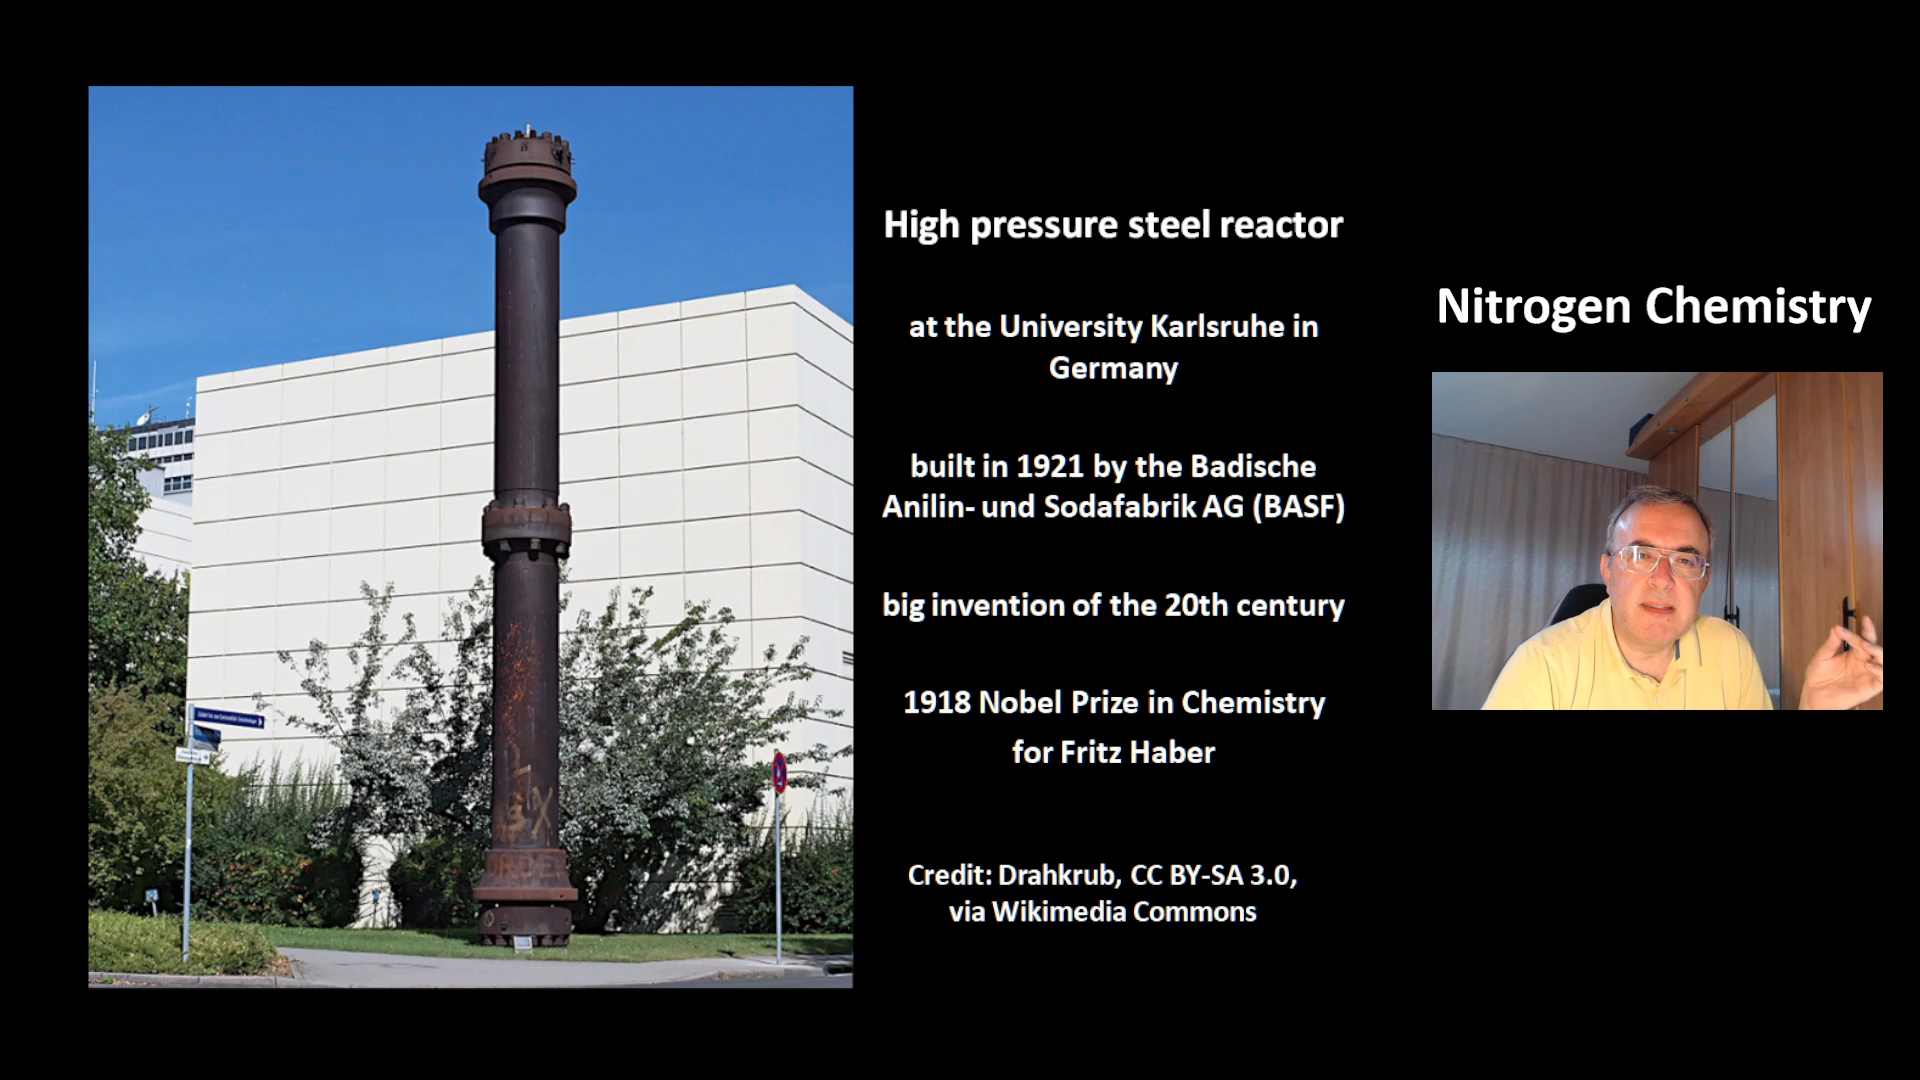 High pressure steel reactor
at the University Karlsruhe in
Germany
built in 1921 by the Badische
Anilin- und Sodafabrik AG (BASF)
big invention of the 20th century
1918 Nobel Prize in Chemistry
for Fritz Haber
Credit: Drahkrub, CC BY-SA 3.0,
via Wikimedia Commons
Nitrogen Chemistry